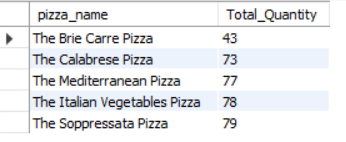 pizza_name Total_Quantity
The Brie Carre Pizza 43
The Calabrese Pizza 73
The Mediterranean Pizza 77
The Italian Vegetables Pizza 78
The Soppressata Pizza 79